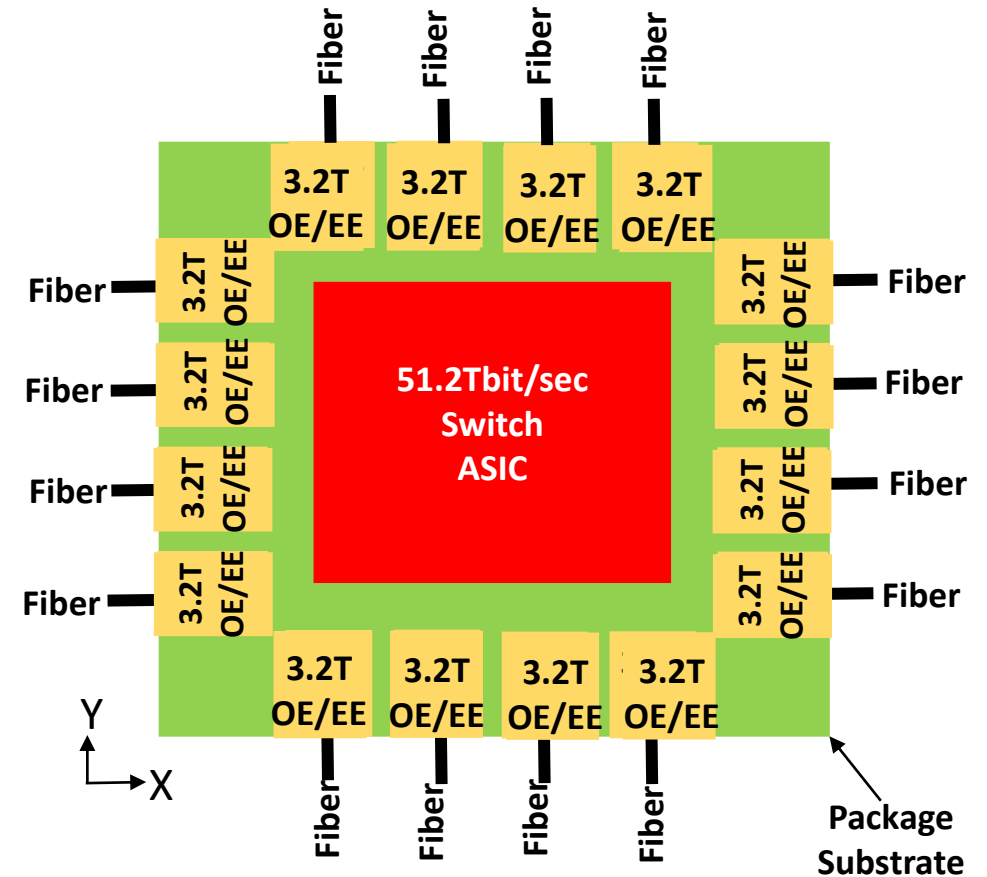 Fiber
Fiber
Fiber
Fiber
3.2T
OE/EE
3.2T
OE/EE
3.2T
OE/EE
3.2T
OE/EE
Fiber
3.2T
OE/EE
3.2T
OE/EE
Fiber
Fiber
3.2T
OE/EE
51.2Tbit/sec
Switch
ASIC
3.2T
OE/EE
Fiber
Fiber
3.2T
OE/EE
3.2T
OE/EE
Fiber
Fiber
3.2T
OE/EE
3.2T
OE/EE
Fiber
3.2T
OE/EE
3.2T
OE/EE
3.2T
OE/EE
3.2T
OE/EE
Y
X
Fiber
Fiber
Fiber
Fiber
Package
Substrate